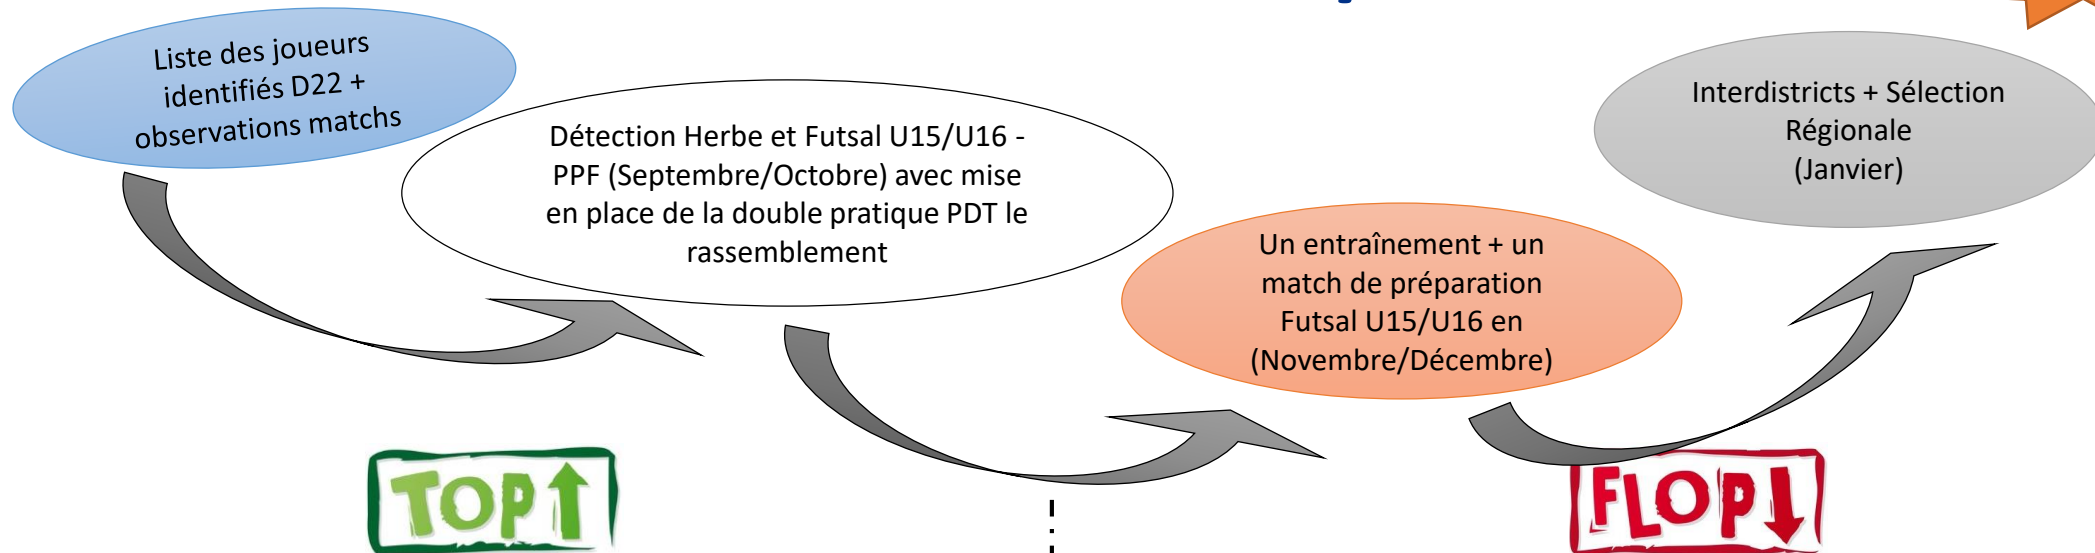 Liste des joueurs
identifiés D22 +
observations matchs
Détection Herbe et Futsal U15/U16 -
PPF (Septembre/Octobre) avec mise
en place de la double pratique PDT le
rassemblement
Un entraînement + un
match de préparation
Futsal U15/U16 en
(Novembre/Décembre)
Interdistricts + Sélection
Régionale
(Janvier)
TOP
FLOP